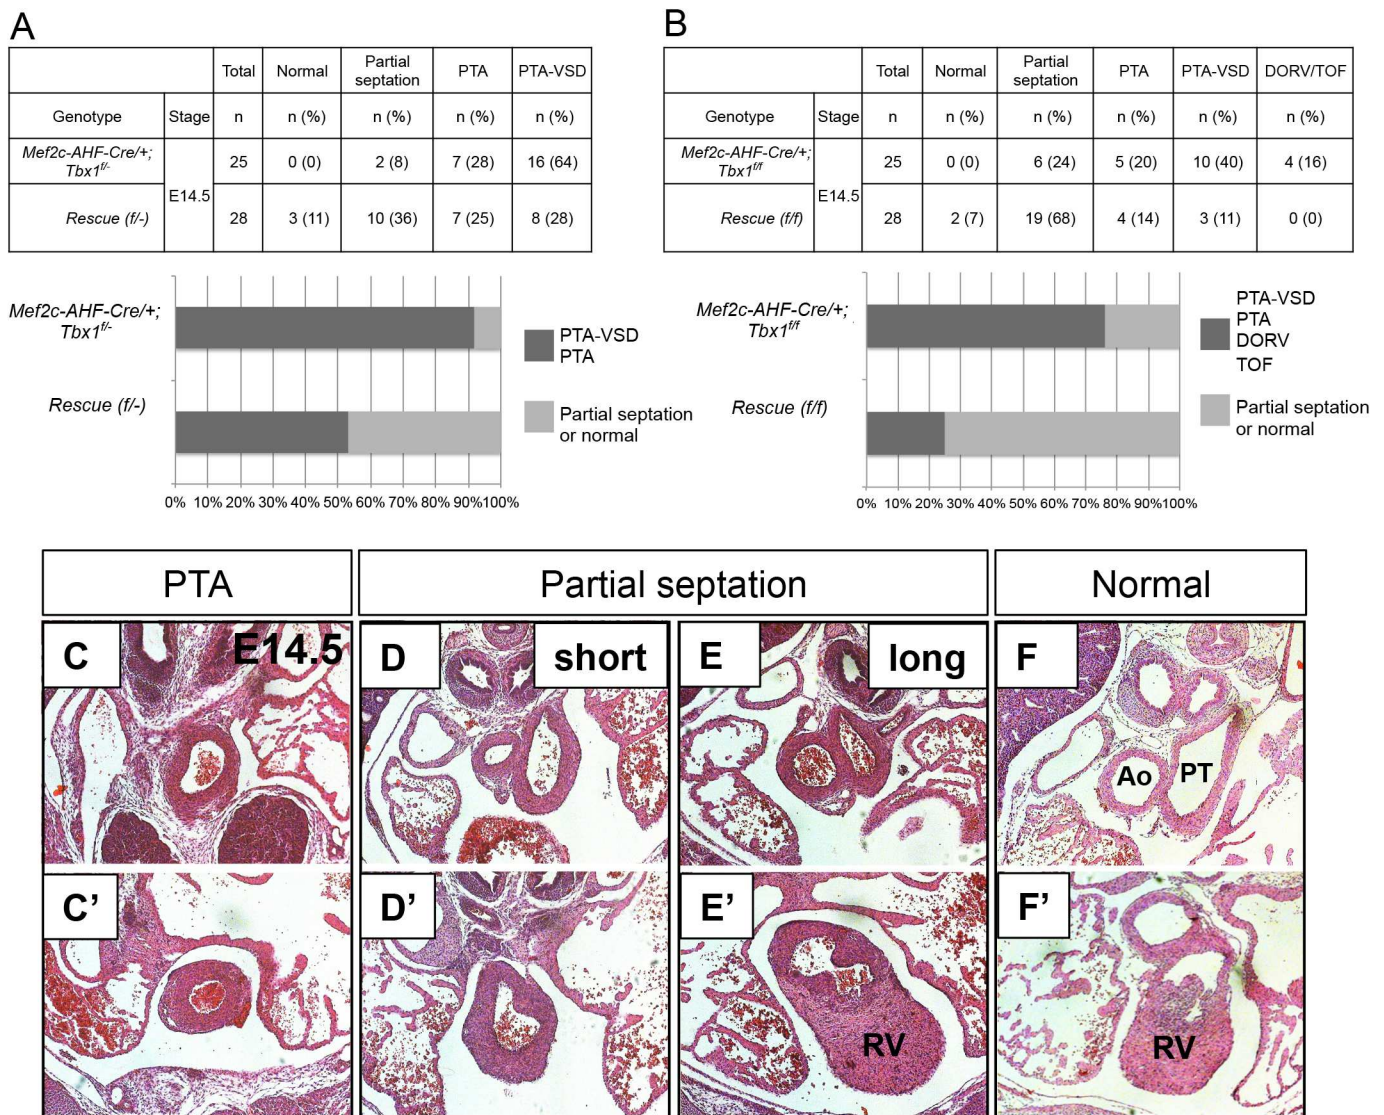 A
Total Normal Partial septation PTA PTA-VSD
Genotype Stage n n (%) n (%) n (%) n (%)
Mef2c-AHF-Cre/+; Tbx1f/- E14.5 25 0 (0) 2 (8) 7 (28) 16 (64)
Rescue (f/-) 28 3 (11) 10 (36) 7 (25) 8 (28)
B
Total Normal Partial septation PTA PTA-VSD DORV/TOF
Genotype Stage n n (%) n (%) n (%) n (%) n (%)
Mef2c-AHF-Cre/+; Tbx1f/f E14.5 25 0 (0) 6 (24) 5 (20) 10 (40) 4 (16)
Rescue (f/f) 28 2 (7) 19 (68) 4 (14) 3 (11) 0 (0)
Mef2c-AHF-Cre/+;
Tbx1f/-
Rescue (f/-)
0% 10% 20% 30% 40% 50% 60% 70% 80% 90% 100%
PTA-VSD
PTA
Partial septation
or normal
Mef2c-AHF-Cre/+;
Tbx1f/f
Rescue (f/f)
0% 10% 20% 30% 40% 50% 60% 70% 80% 90% 100%
PTA-VSD
PTA
DORV
TOF
Partial septation
or normal
PTA Partial septation Normal
C E14.5 D short E long F
Ao PT
C’ D’ E’ F’
RV RV